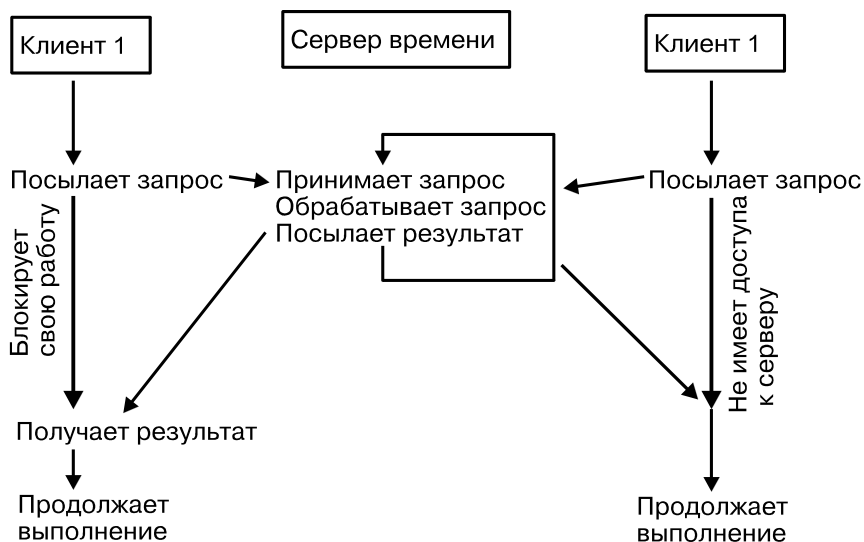 Клиент 1
Сервер времени
Клиент 1
Посылает запрос
Принимает запрос
Обрабатывает запрос
Посылает результат
Посылает запрос
Блокирует
свою работу
Не имеет доступа
к серверу
Получает результат
Продолжает
выполнение
Продолжает
выполнение